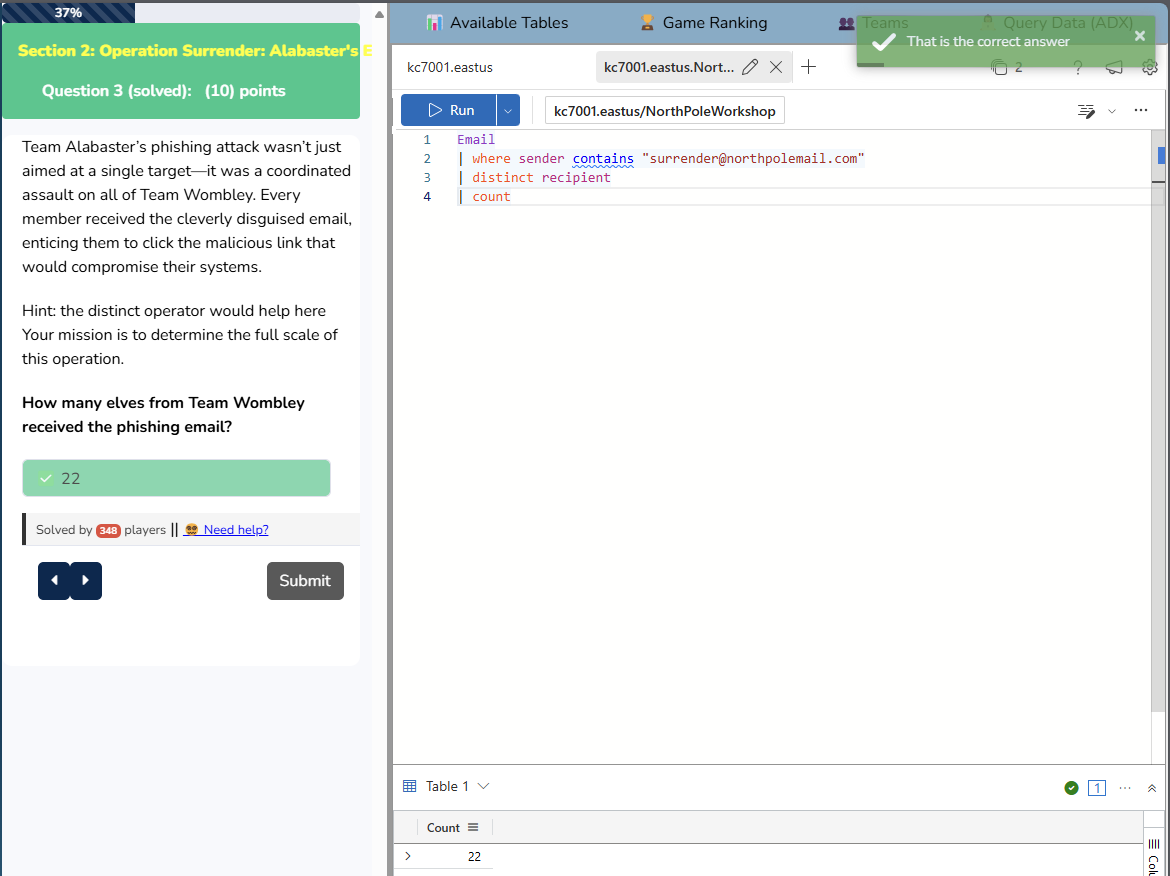 37%
Section 2: Operation Surrender: Alabaster's E
Question 3 (solved): (10) points
Team Alabaster’s phishing attack wasn’t just
aimed at a single target—it was a coordinated
assault on all of Team Wombley. Every
member received the cleverly disguised email,
enticing them to click the malicious link that
would compromise their systems.
Hint: the distinct operator would help here
Your mission is to determine the full scale of
this operation.
How many elves from Team Wombley
received the phishing email?
22
Solved by 348 players || Need help?
Submit
Available Tables
Game Ranking
Teams
Query Data (ADX)
That is the correct answer
kc7001.eastus
kc7001.eastus.Nort...
2
Run
kc7001.eastus/NorthPoleWorkshop
1 Email
2 | where sender contains "surrender@northpolemail.com"
3 | distinct recipient
4 | count
Table 1
1
Count
22
Colu